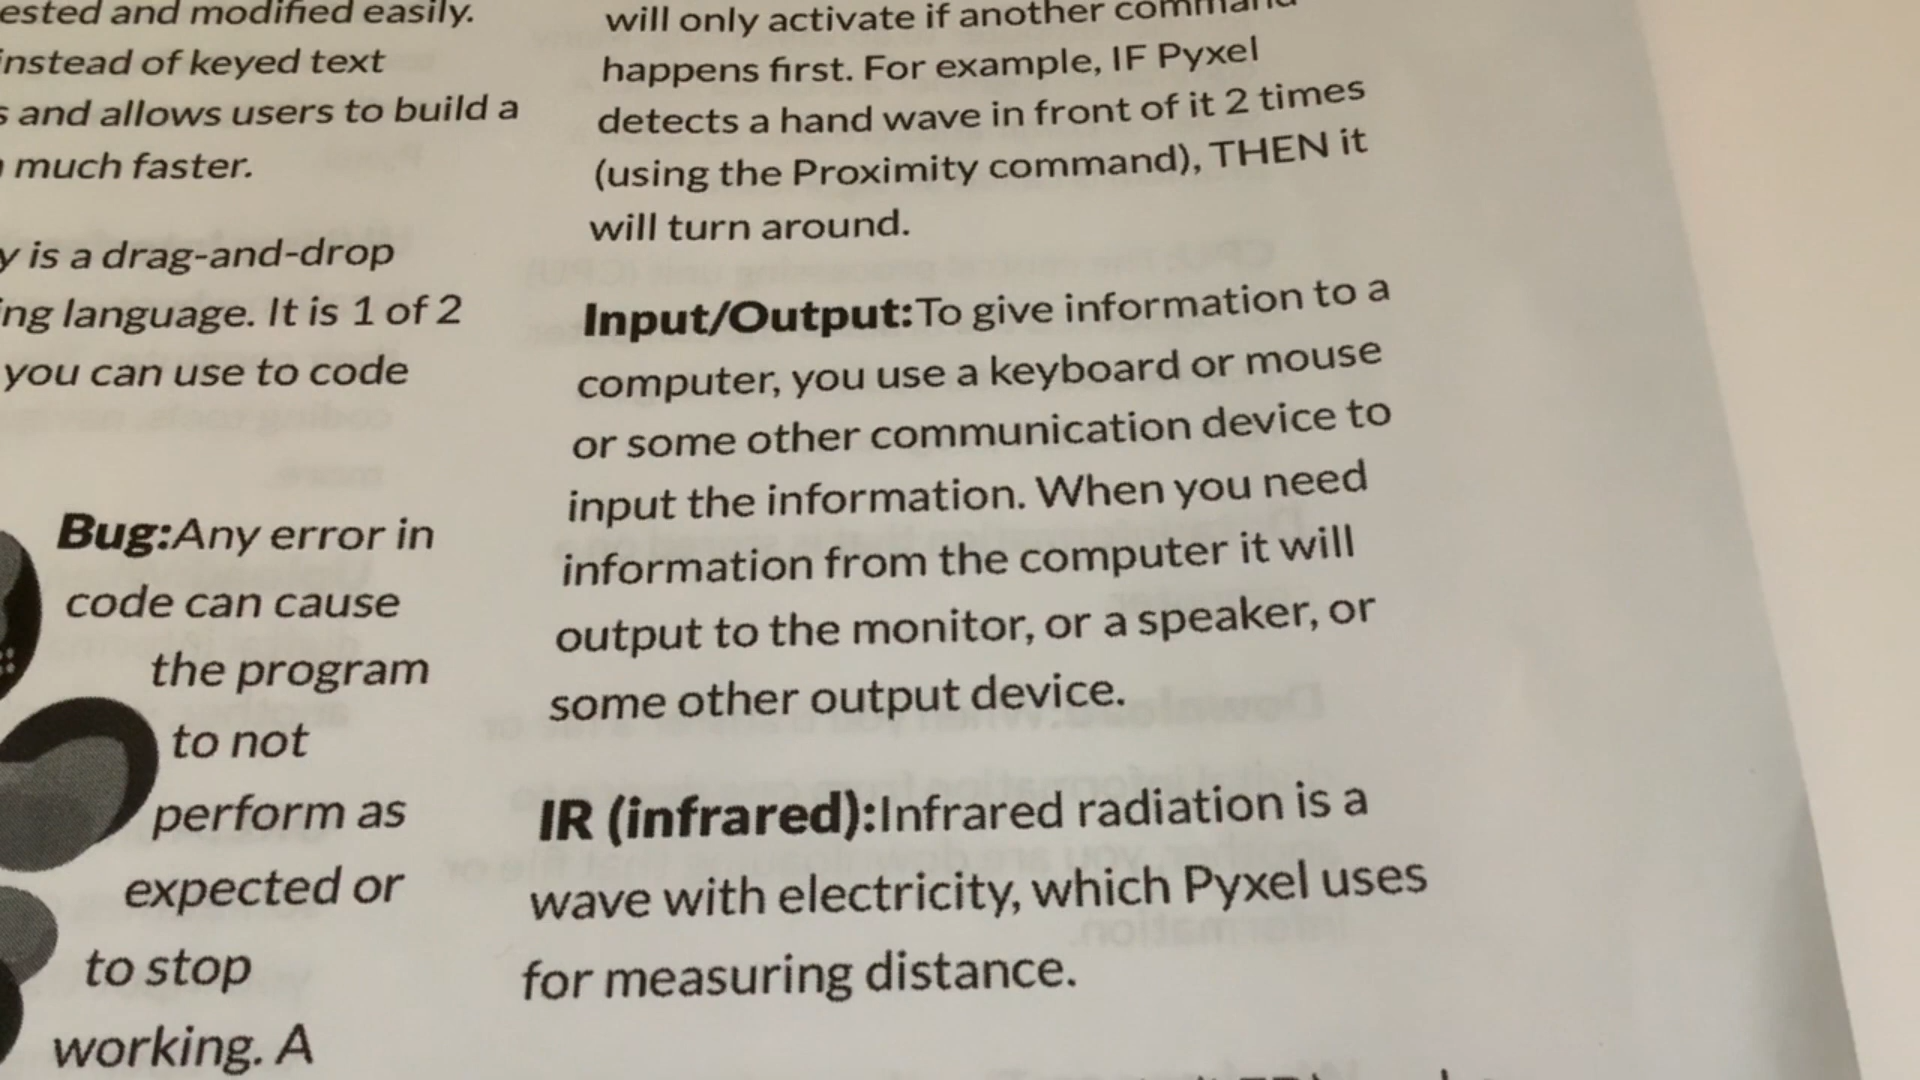 and modified easily.
instead of keyed text
and allows users to build a
much faster.
is a drag-and-drop
language. It is 1 of 2
you can use to code
Bug:Any error in
code can cause
the program
to not
perform as
expected or
to stop
working. A
will only activate if another command
happens first. For example, IF Pyxel
detects a hand wave in front of it 2 times
(using the Proximity command), THEN it
will turn around.
Input/Output:To give information to a
computer, you use a keyboard or mouse
or some other communication device to
input the information. When you need
information from the computer it will
output to the monitor, or a speaker, or
some other output device.
IR (infrared):Infrared radiation is a
wave with electricity, which Pyxel uses
for measuring distance.